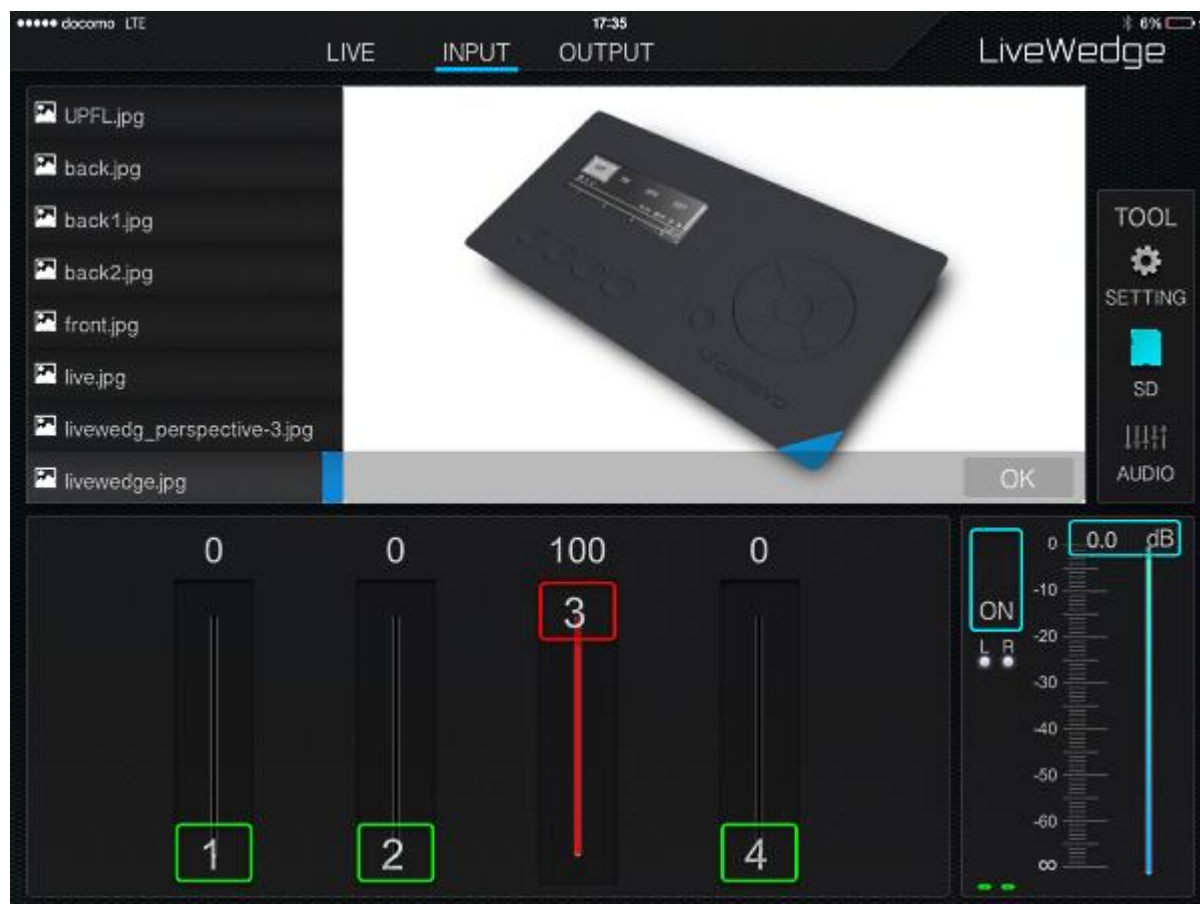 docomo LTE 17:35 6%
LIVE INPUT OUTPUT LiveWedge
UPFL.jpg
back.jpg
back1.jpg
back2.jpg
front.jpg
live.jpg
livewedg_perspective-3.jpg
livewedge.jpg
CEREVO
OK
TOOL
SETTING
SD
AUDIO
0 0 100 0
1 2 3 4
0.0 dB
ON
L R
0
-10
-20
-30
-40
-50
-60
∞